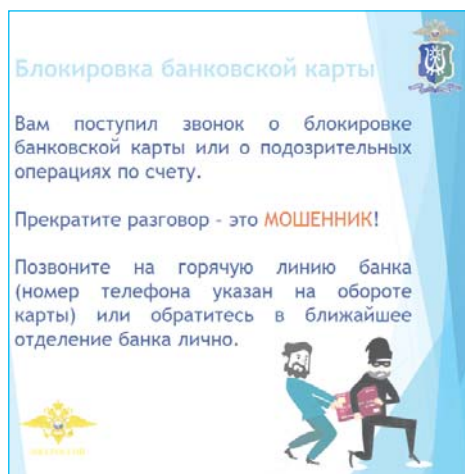 Блокировка банковской карты
Вам поступил звонок о блокировке
банковской карты или о подозрительных
операциях по счету.
Прекратите разговор - это МОШЕННИК!
Позвоните на горячую линию банка
(номер телефона указан на обороте
карты) или обратитесь в ближайшее
отделение банка лично.